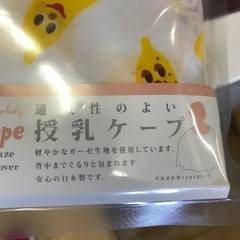 通気性のよい
授乳ケープ
軽やかなガーゼ生地を使用しています。
背中までぐるりと包まれます。
安心の日本製です。
baby
pe
aze
over